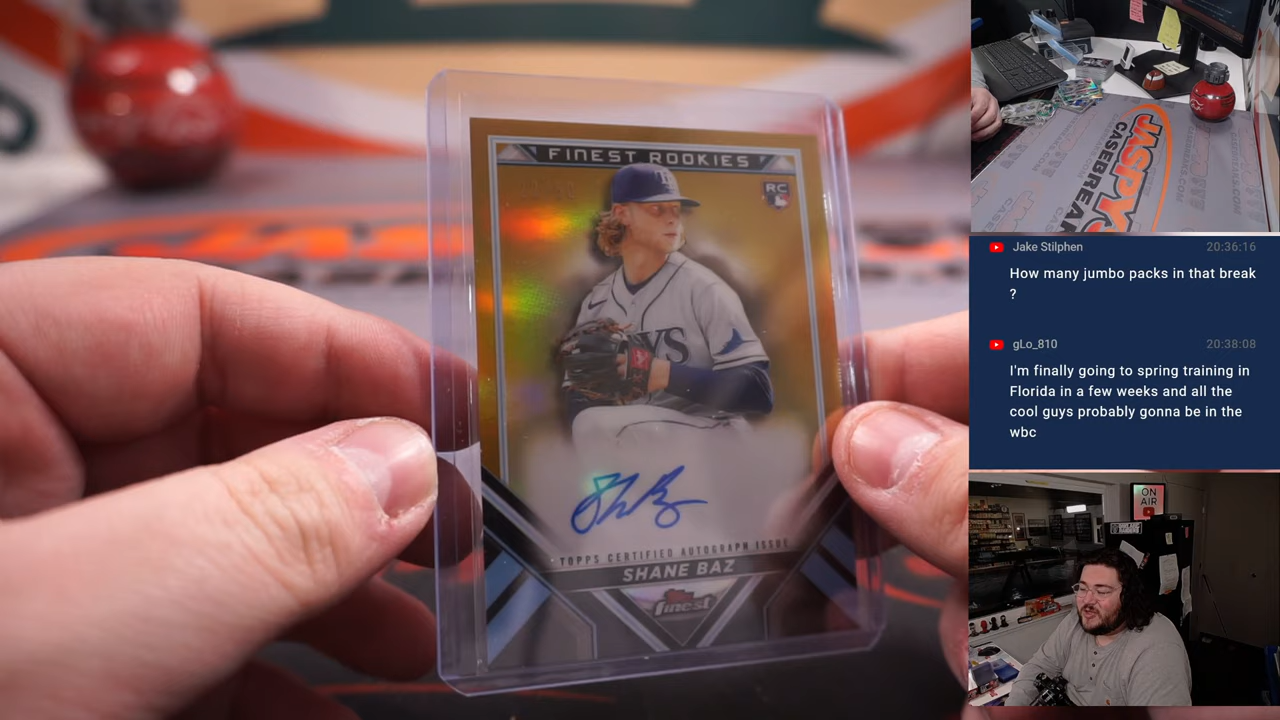 FINEST ROOKIES
RC
RAYS
TOPPS CERTIFIED AUTOGRAPH ISSUE
SHANE BAZ
finest
JASPY'S
CASEBREAKS
Jake Stilphen 20:36:16
How many jumbo packs in that break
?
gLo_810 20:38:08
I'm finally going to spring training in
Florida in a few weeks and all the
cool guys probably gonna be in the
wbc
ON
AIR